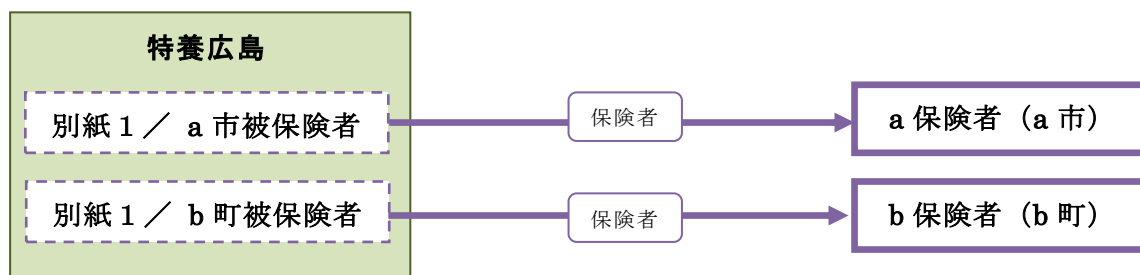 特養広島
別紙１／ a 市被保険者
保険者
a 保険者（a 市）
別紙１／ b 町被保険者
保険者
b 保険者（b 町）